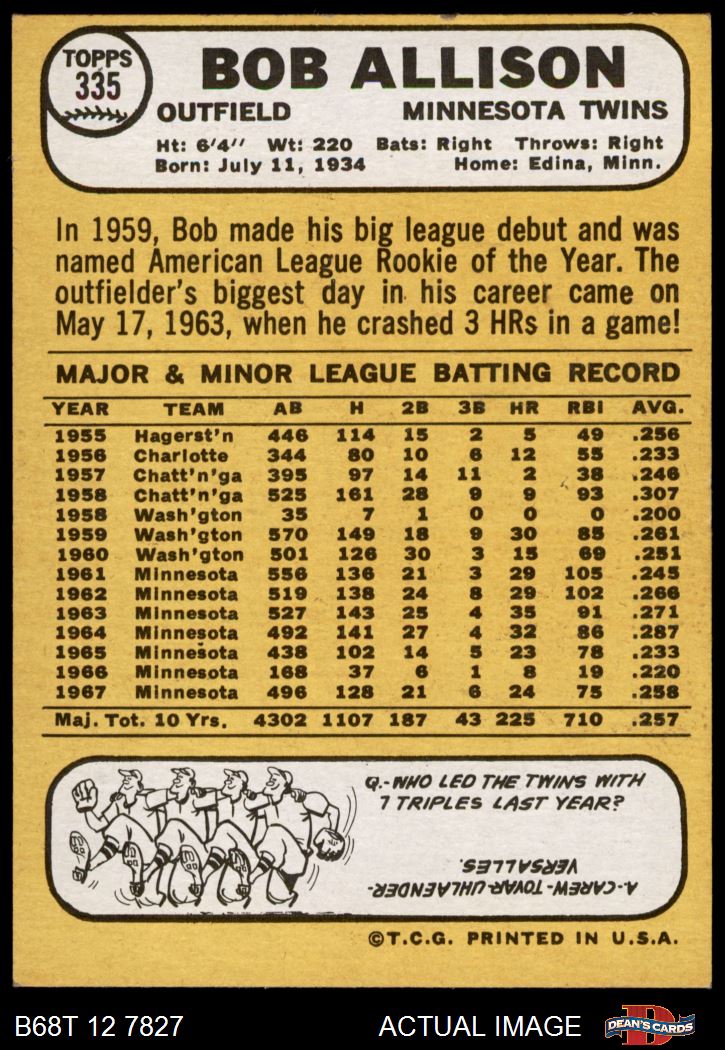 TOPPS
335
BOB ALLISON
OUTFIELD MINNESOTA TWINS
Ht: 6'4" Wt: 220 Bats: Right Throws: Right
Born: July 11, 1934 Home: Edina, Minn.
In 1959, Bob made his big league debut and was
named American League Rookie of the Year. The
outfielder's biggest day in his career came on
May 17, 1963, when he crashed 3 HRs in a game!
MAJOR & MINOR LEAGUE BATTING RECORD
YEAR TEAM AB H 2B 3B HR RBI AVG.
1955 Hagerst'n 446 114 15 2 5 49 .256
1956 Charlotte 344 80 10 6 12 55 .233
1957 Chatt'n'ga 395 97 14 11 2 38 .246
1958 Chatt'n'ga 525 161 28 9 9 93 .307
1958 Wash'gton 35 7 1 0 0 0 .200
1959 Wash'gton 570 149 18 9 30 85 .261
1960 Wash'gton 501 126 30 3 15 69 .251
1961 Minnesota 556 136 21 3 29 105 .245
1962 Minnesota 519 138 24 8 29 102 .266
1963 Minnesota 527 143 25 4 35 91 .271
1964 Minnesota 492 141 27 4 32 86 .287
1965 Minnesota 438 102 14 5 23 78 .233
1966 Minnesota 168 37 6 1 8 19 .220
1967 Minnesota 496 128 21 6 24 75 .258
Maj. Tot. 10 Yrs. 4302 1107 187 43 225 710 .257
Q.-WHO LED THE TWINS WITH
7 TRIPLES LAST YEAR?
A-CAREW-TOVAR-UHLAENDER-
VERSALLES.
©T.C.G. PRINTED IN U.S.A.
B68T 12 7827 ACTUAL IMAGE
D
DEAN'S CARDS